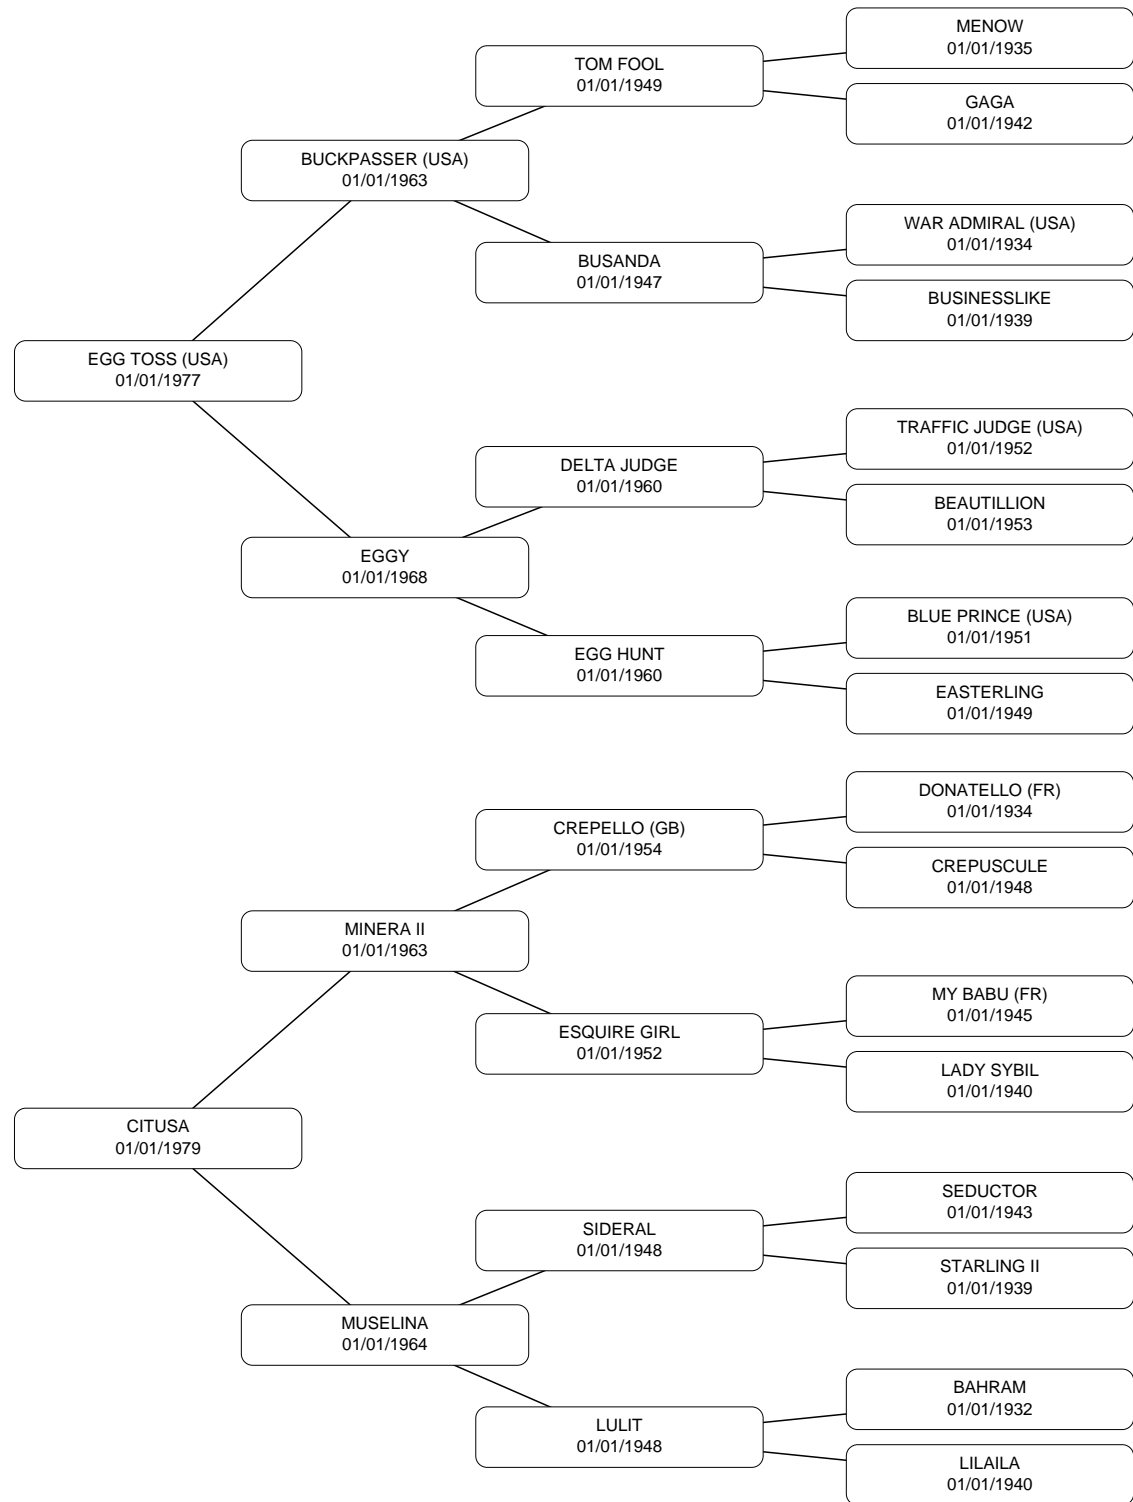 MENOW
01/01/1935
TOM FOOL
01/01/1949
GAGA
01/01/1942
BUCKPASSER (USA)
01/01/1963
WAR ADMIRAL (USA)
01/01/1934
BUSANDA
01/01/1947
BUSINESSLIKE
01/01/1939
EGG TOSS (USA)
01/01/1977
TRAFFIC JUDGE (USA)
01/01/1952
DELTA JUDGE
01/01/1960
BEAUTILLION
01/01/1953
EGGY
01/01/1968
BLUE PRINCE (USA)
01/01/1951
EGG HUNT
01/01/1960
EASTERLING
01/01/1949
DONATELLO (FR)
01/01/1934
CREPELLO (GB)
01/01/1954
CREPUSCULE
01/01/1948
MINERA II
01/01/1963
MY BABU (FR)
01/01/1945
ESQUIRE GIRL
01/01/1952
LADY SYBIL
01/01/1940
CITUSA
01/01/1979
SEDUCTOR
01/01/1943
SIDERAL
01/01/1948
STARLING II
01/01/1939
MUSELINA
01/01/1964
BAHRAM
01/01/1932
LULIT
01/01/1948
LILAILA
01/01/1940